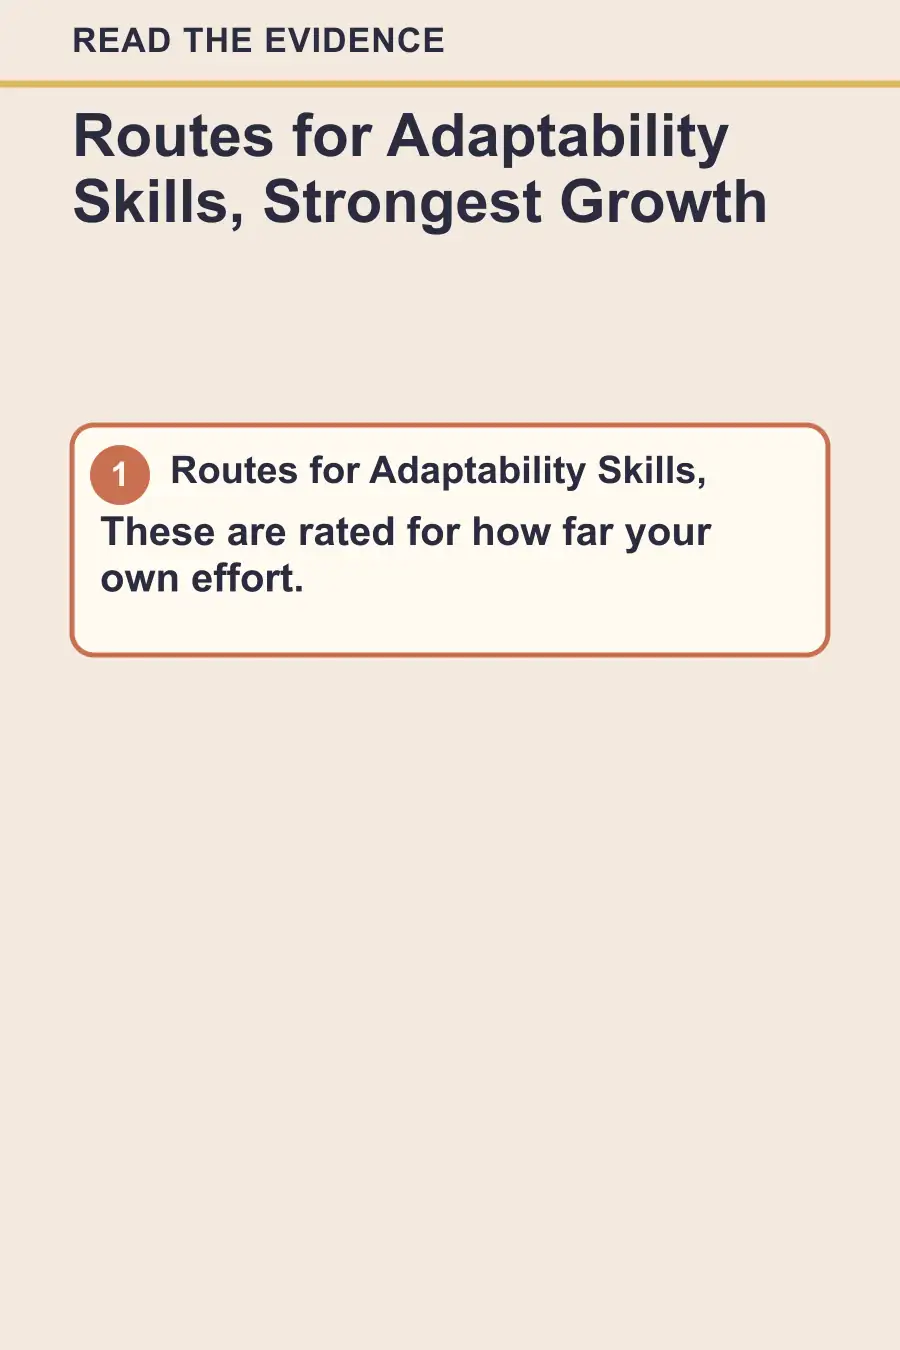 READ THE EVIDENCE
Routes for Adaptability
Skills, Strongest Growth
1 Routes for Adaptability Skills,
These are rated for how far your
own effort.